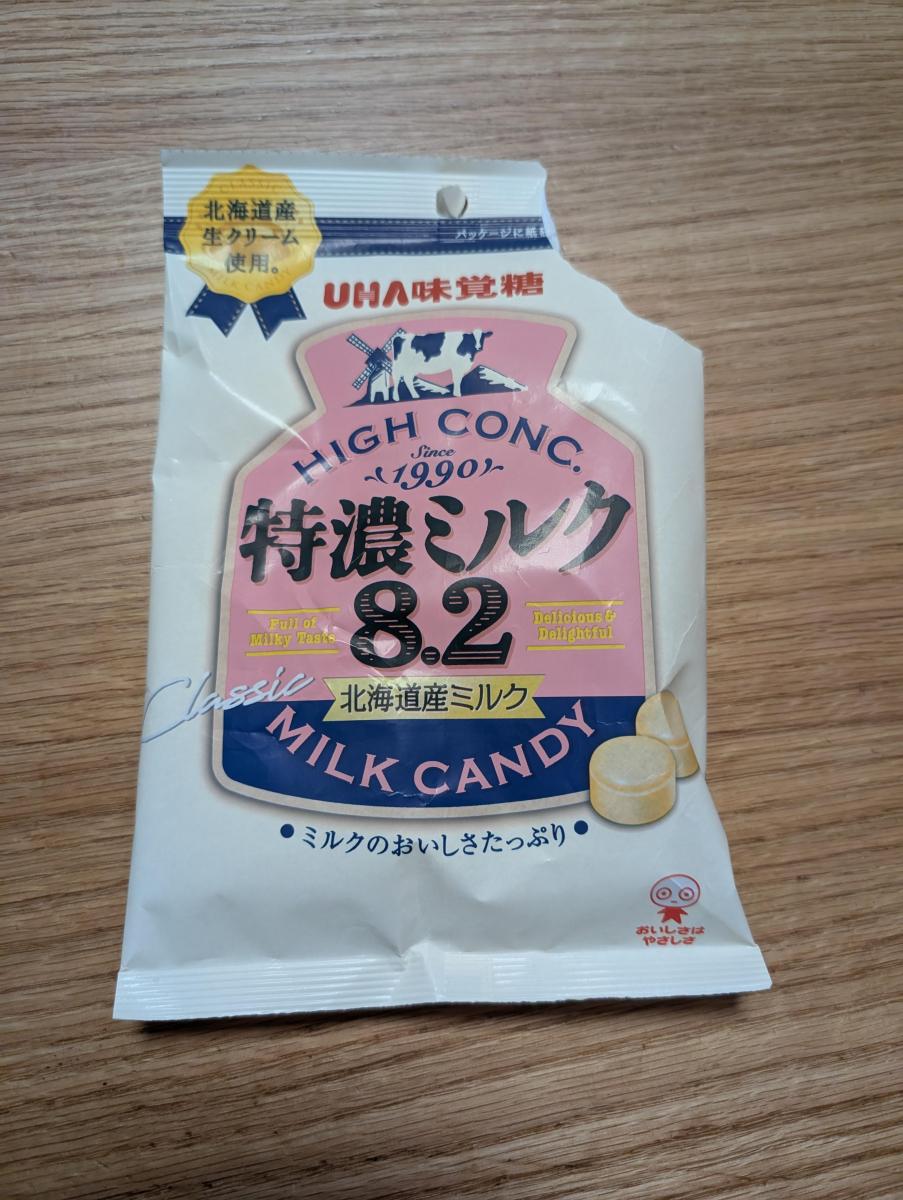 北海道産
生クリーム
使用。
パッケージに紙
UHA味覚糖
HIGH CONC.
Since
1990
特濃ミルク
8.2
Full of
Milky Taste
Delicious &
Delightful
Classic
北海道産ミルク
MILK CANDY
•ミルクのおいしさたっぷり•
おいしさは
やさしさ